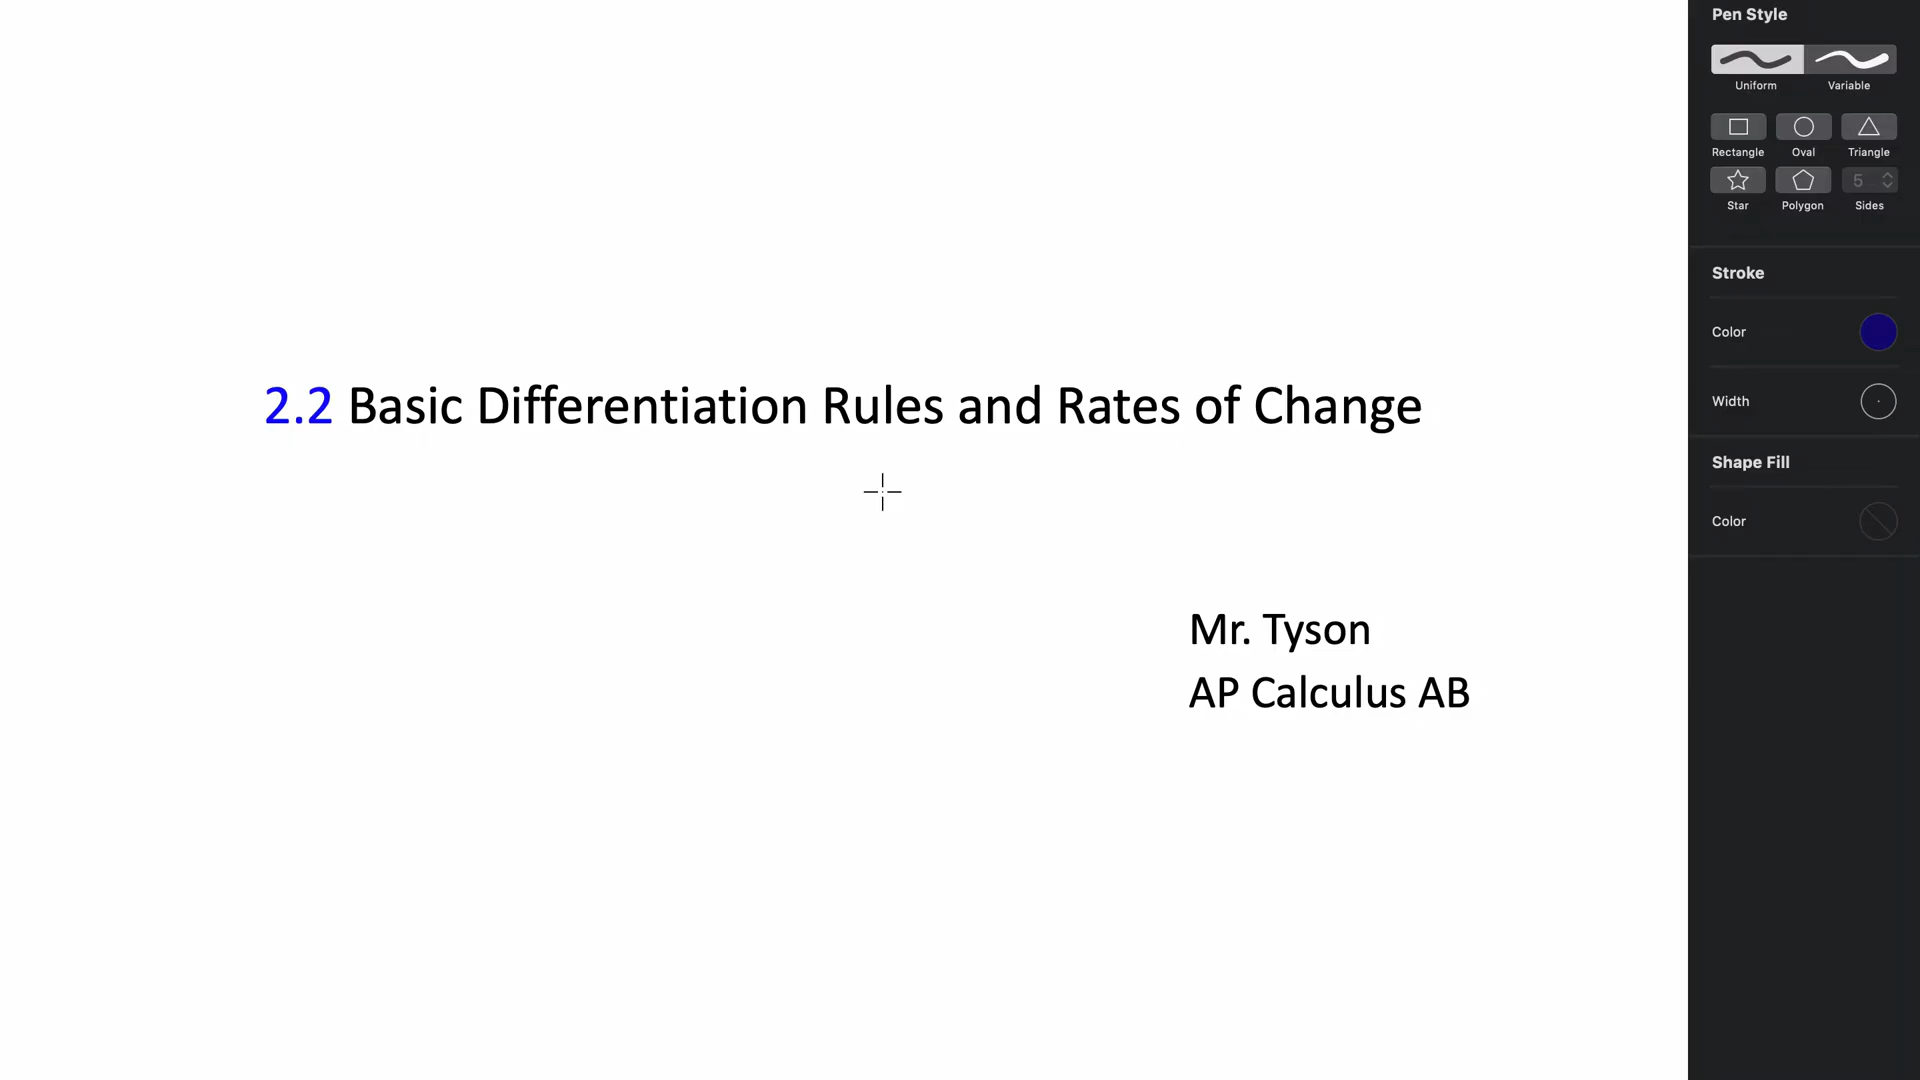 Pen Style
Uniform Variable
Rectangle Oval Triangle
5
Star Polygon Sides
Stroke
Color
2.2 Basic Differentiation Rules and Rates of Change
Width
Shape Fill
Color
Mr. Tyson
AP Calculus AB